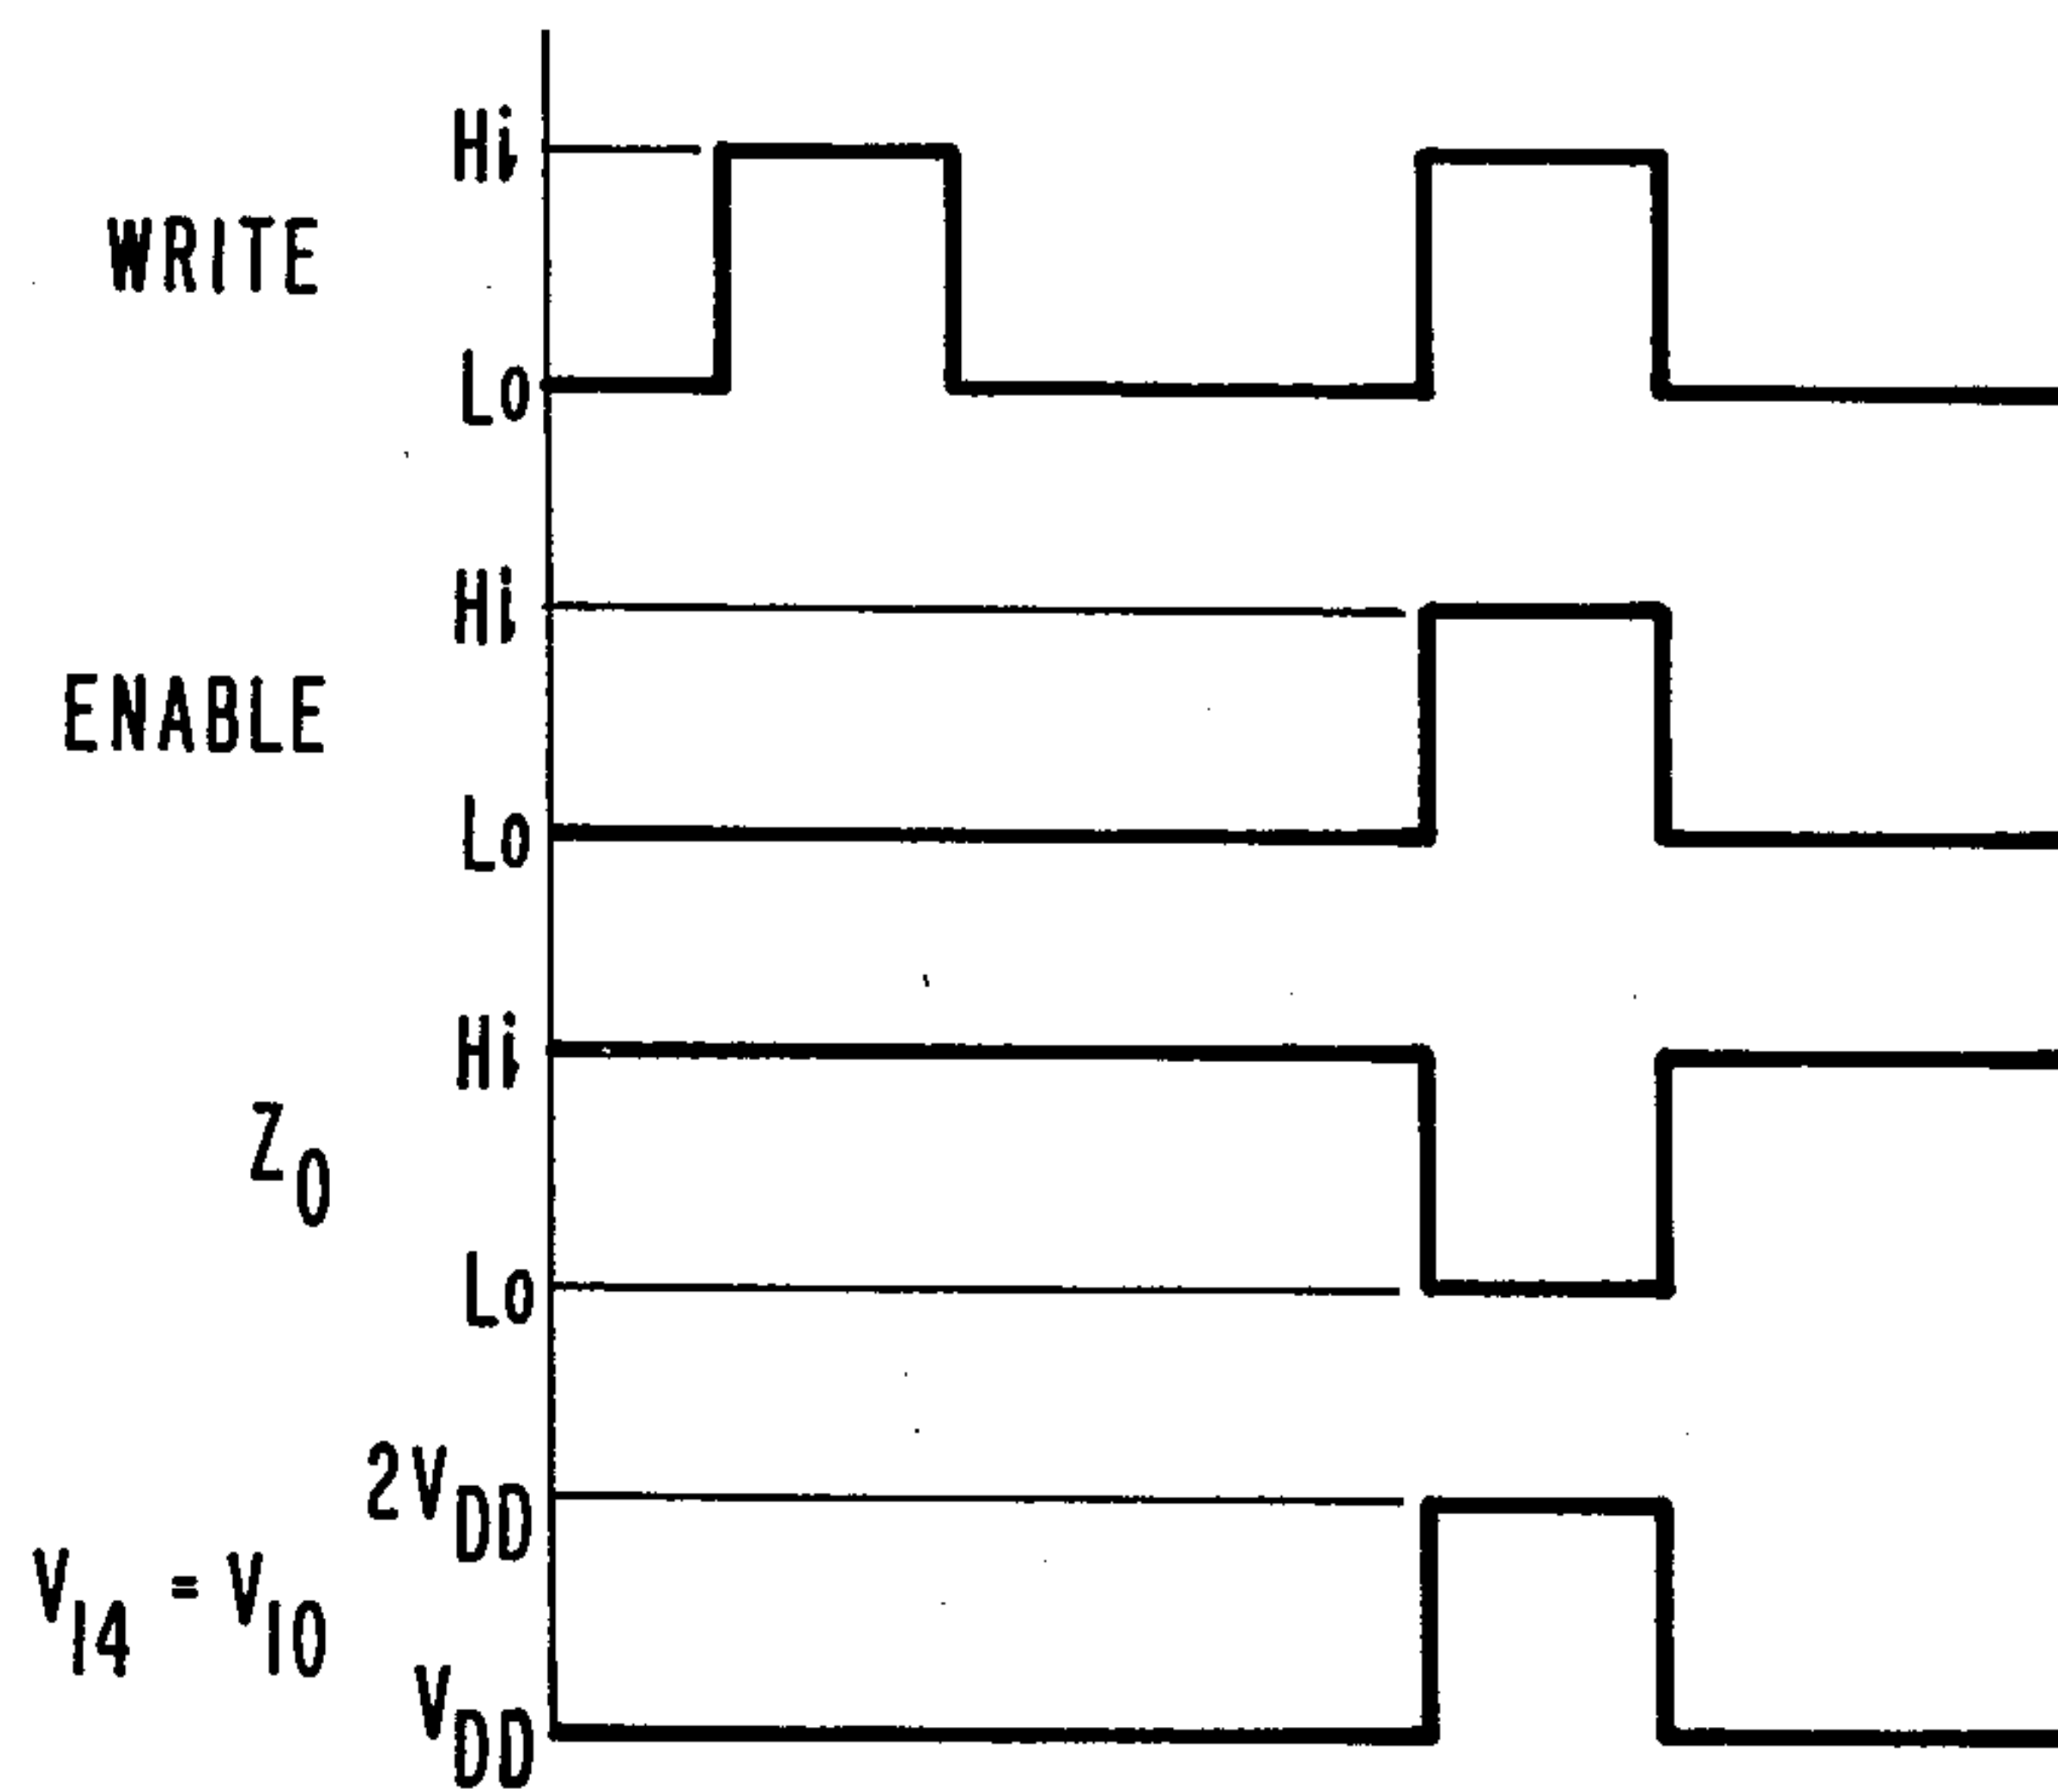 Hi
WRITE
Lo
Hi
ENABLE
Lo
Hi
Z0
Lo
2VDD
V14 = V10
VDD